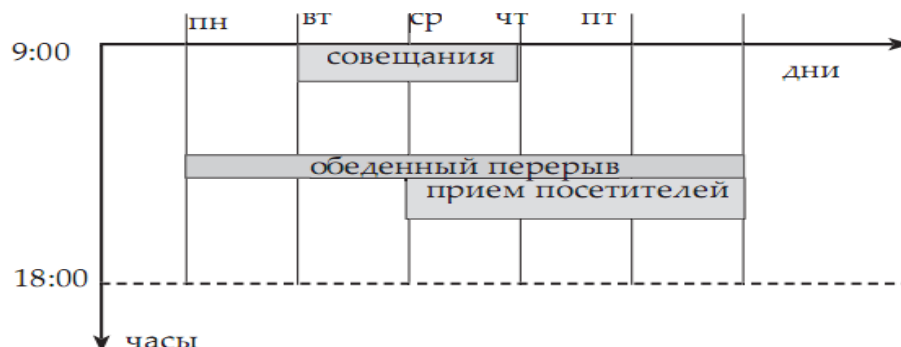 пн вт ср чт пт
9:00
совещания
дни
обеденный перерыв
прием посетителей
18:00
часы